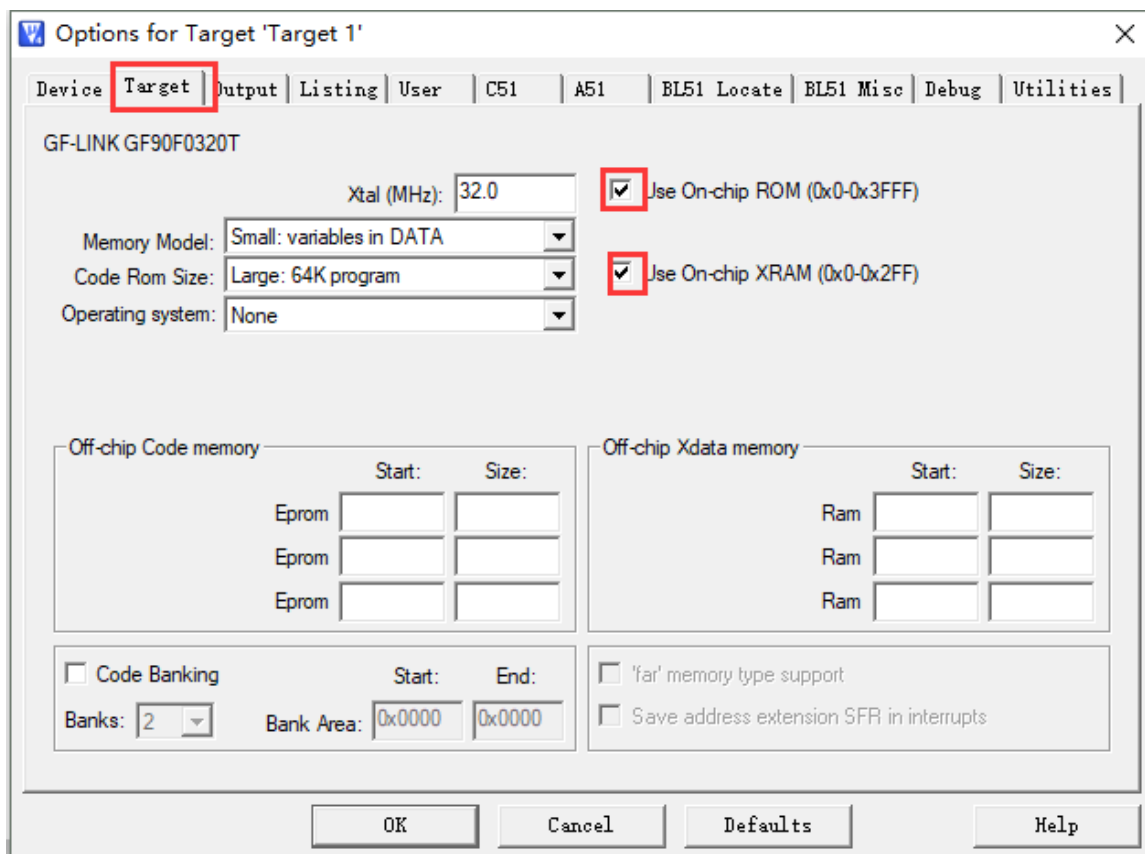 Options for Target 'Target 1'
Device Target Output Listing User C51 A51 BL51 Locate BL51 Misc Debug Utilities
GF-LINK GF90F0320T
Xtal (MHz): 32.0
Use On-chip ROM (0x0-0x3FFF)
Memory Model: Small: variables in DATA
Code Rom Size: Large: 64K program
Use On-chip XRAM (0x0-0x2FF)
Operating system: None
Off-chip Code memory
Start: Size:
Eprom
Eprom
Eprom
Off-chip Xdata memory
Start: Size:
Ram
Ram
Ram
Code Banking Start: End:
Banks: 2 Bank Area: 0x0000 0x0000
'far' memory type support
Save address extension SFR in interrupts
OK Cancel Defaults Help